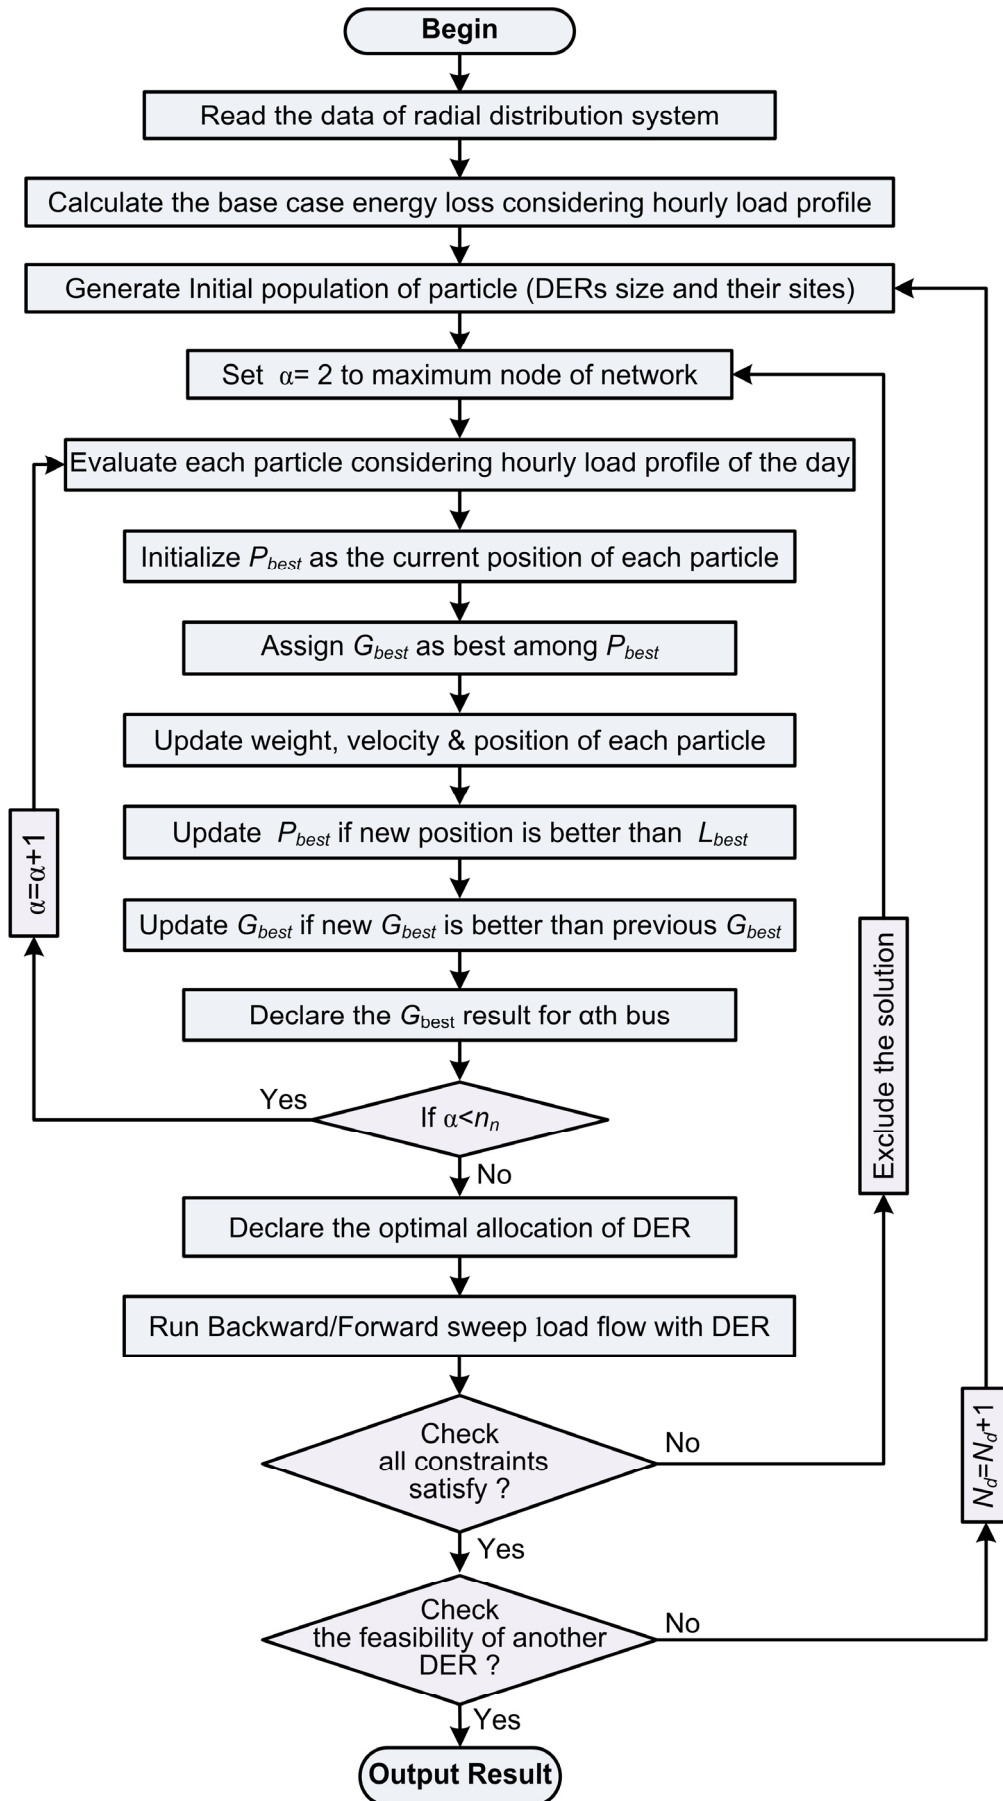 Begin
Read the data of radial distribution system
Calculate the base case energy loss considering hourly load profile
Generate Initial population of particle (DERs size and their sites)
Set α= 2 to maximum node of network
Evaluate each particle considering hourly load profile of the day
Initialize Pbest as the current position of each particle
Assign Gbest as best among Pbest
Update weight, velocity & position of each particle
Update Pbest if new position is better than Lbest
α=α+1
Update Gbest if new Gbest is better than previous Gbest
Declare the Gbest result for αth bus
Exclude the solution
Yes
If α<nn
No
Declare the optimal allocation of DER
Run Backward/Forward sweep load flow with DER
Check
all constraints
satisfy ?
No
Nd=Nd+1
Yes
Check
the feasibility of another
DER ?
No
Yes
Output Result